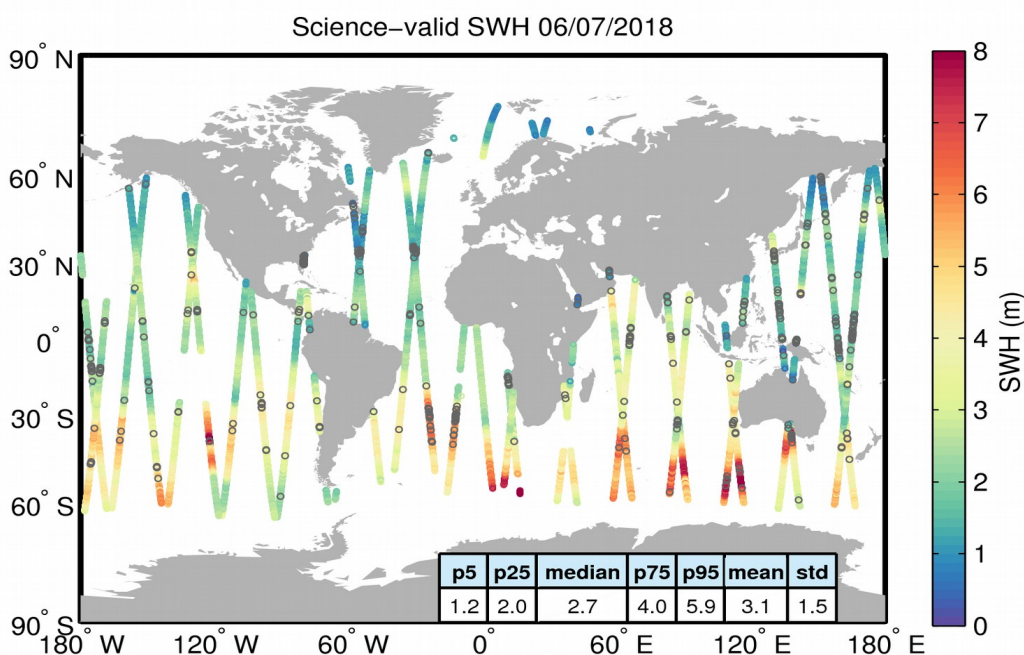 Science–valid SWH 06/07/2018
90° N
60° N
30° N
0°
30° S
60° S
90° S
180° W
120° W
60° W
0°
60° E
120° E
180° E
p5 p25 median p75 p95 mean std
1.2 2.0 2.7 4.0 5.9 3.1 1.5
8
7
6
5
4
3
2
1
0
SWH (m)